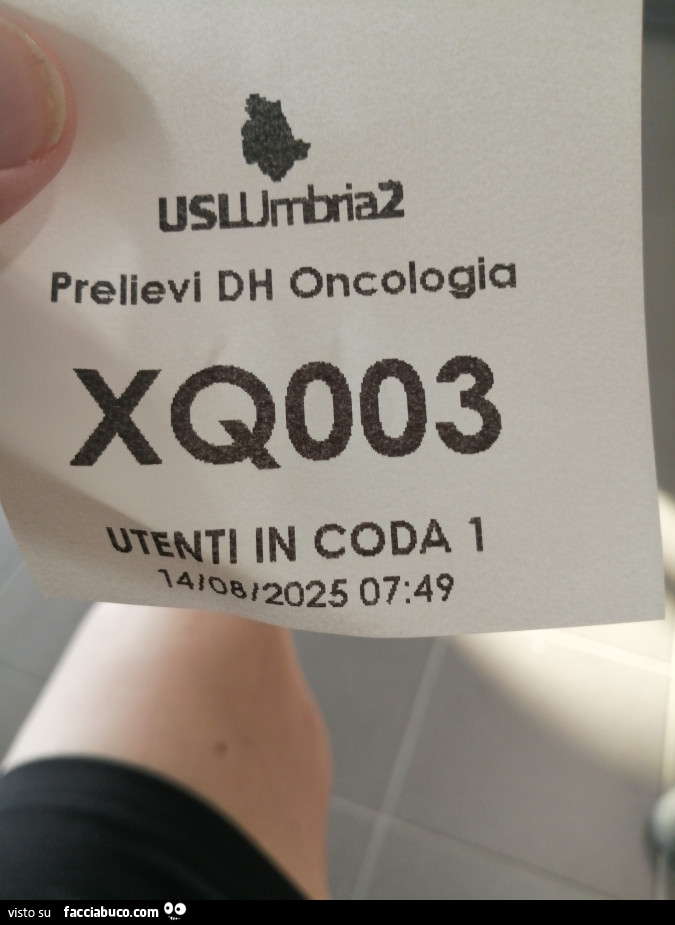 USLUmbria2
Prelievi DH Oncologia
XQ003
UTENTI IN CODA 1
14/08/2025 07:49
visto su facciabuco.com